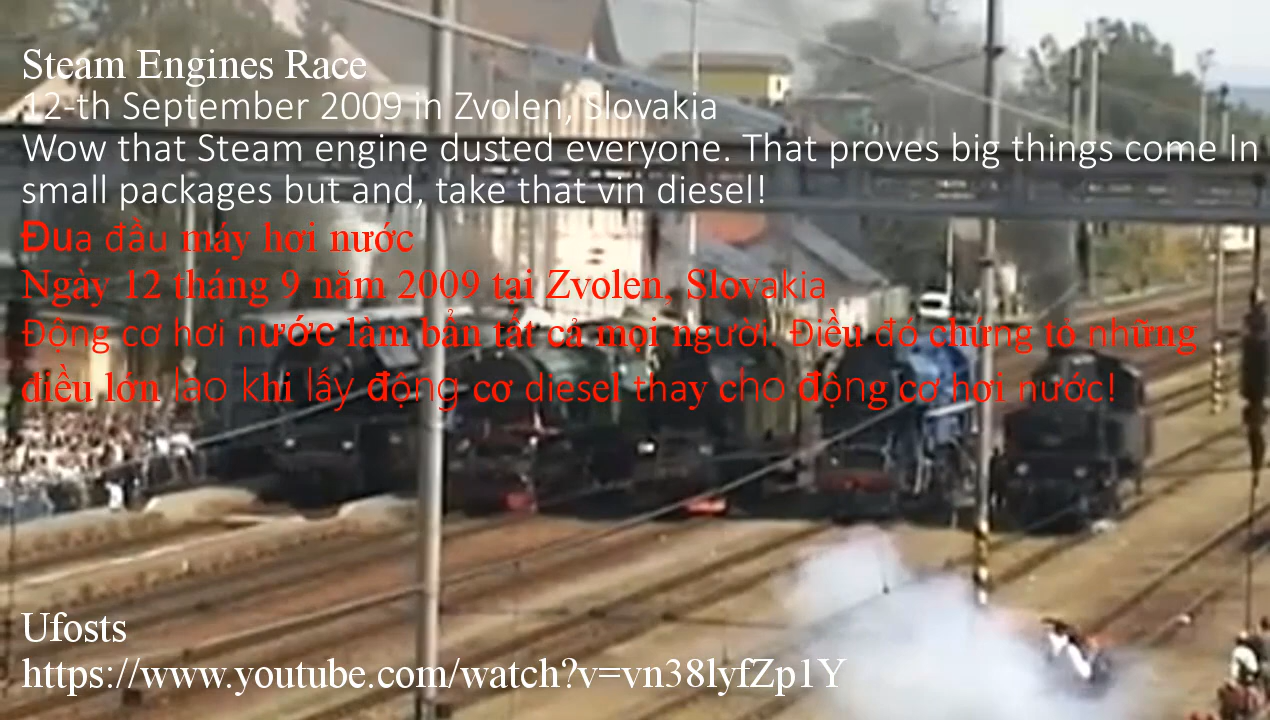 Steam Engines Race
12-th September 2009 in Zvolen, Slovakia
Wow that Steam engine dusted everyone. That proves big things come In
small packages but and, take that vin diesel!
Đua đầu máy hơi nước
Ngày 12 tháng 9 năm 2009 tại Zvolen, Slovakia
Động cơ hơi nước làm bẩn tất cả mọi người. Điều đó chứng tỏ những
điều lớn lao khi lấy động cơ diesel thay cho động cơ hơi nước!
Ufosts
https://www.youtube.com/watch?v=vn38lyfZp1Y